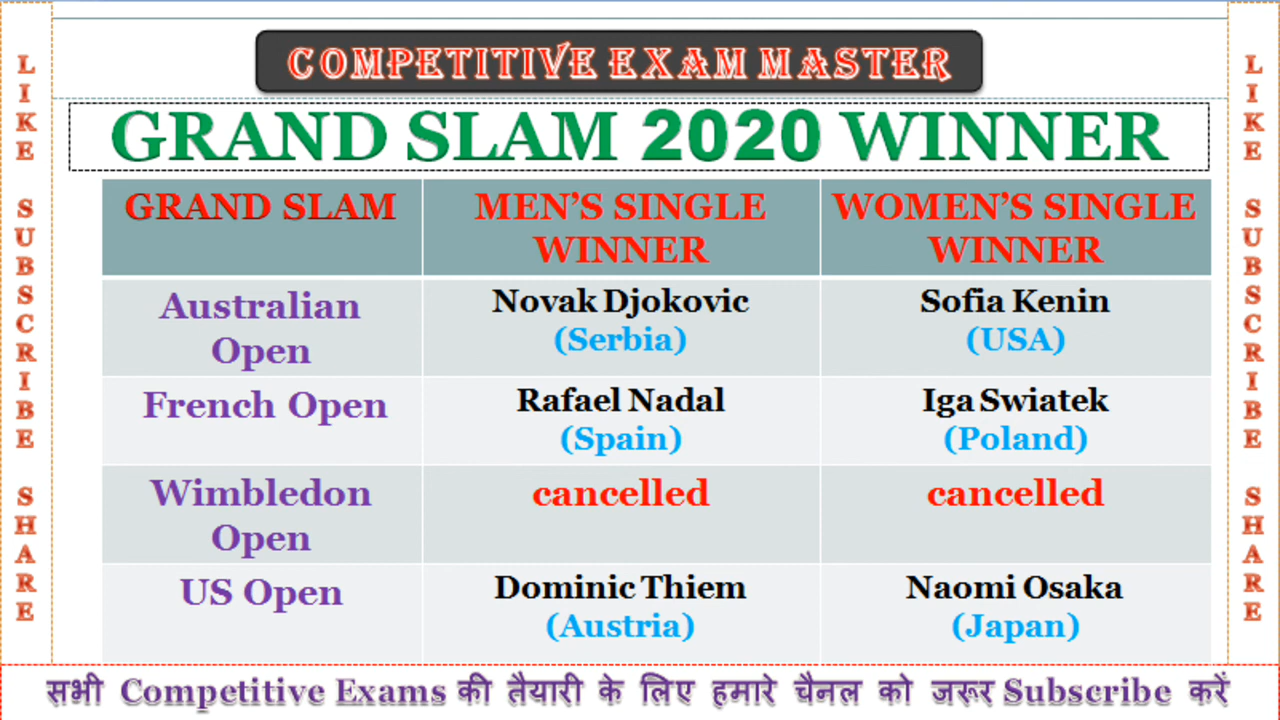 COMPETITIVE EXAM MASTER
GRAND SLAM 2020 WINNER
GRAND SLAM
MEN'S SINGLE
WINNER
WOMEN'S SINGLE
WINNER
Australian
Open
Novak Djokovic
(Serbia)
Sofia Kenin
(USA)
French Open
Rafael Nadal
(Spain)
Iga Swiatek
(Poland)
Wimbledon
Open
cancelled
cancelled
US Open
Dominic Thiem
(Austria)
Naomi Osaka
(Japan)
LIKE SUBSCRIBE SHARE
LIKE SUBSCRIBE SHARE
सभी Competitive Exams की तैयारी के लिए हमारे चैनल को जरूर Subscribe करें